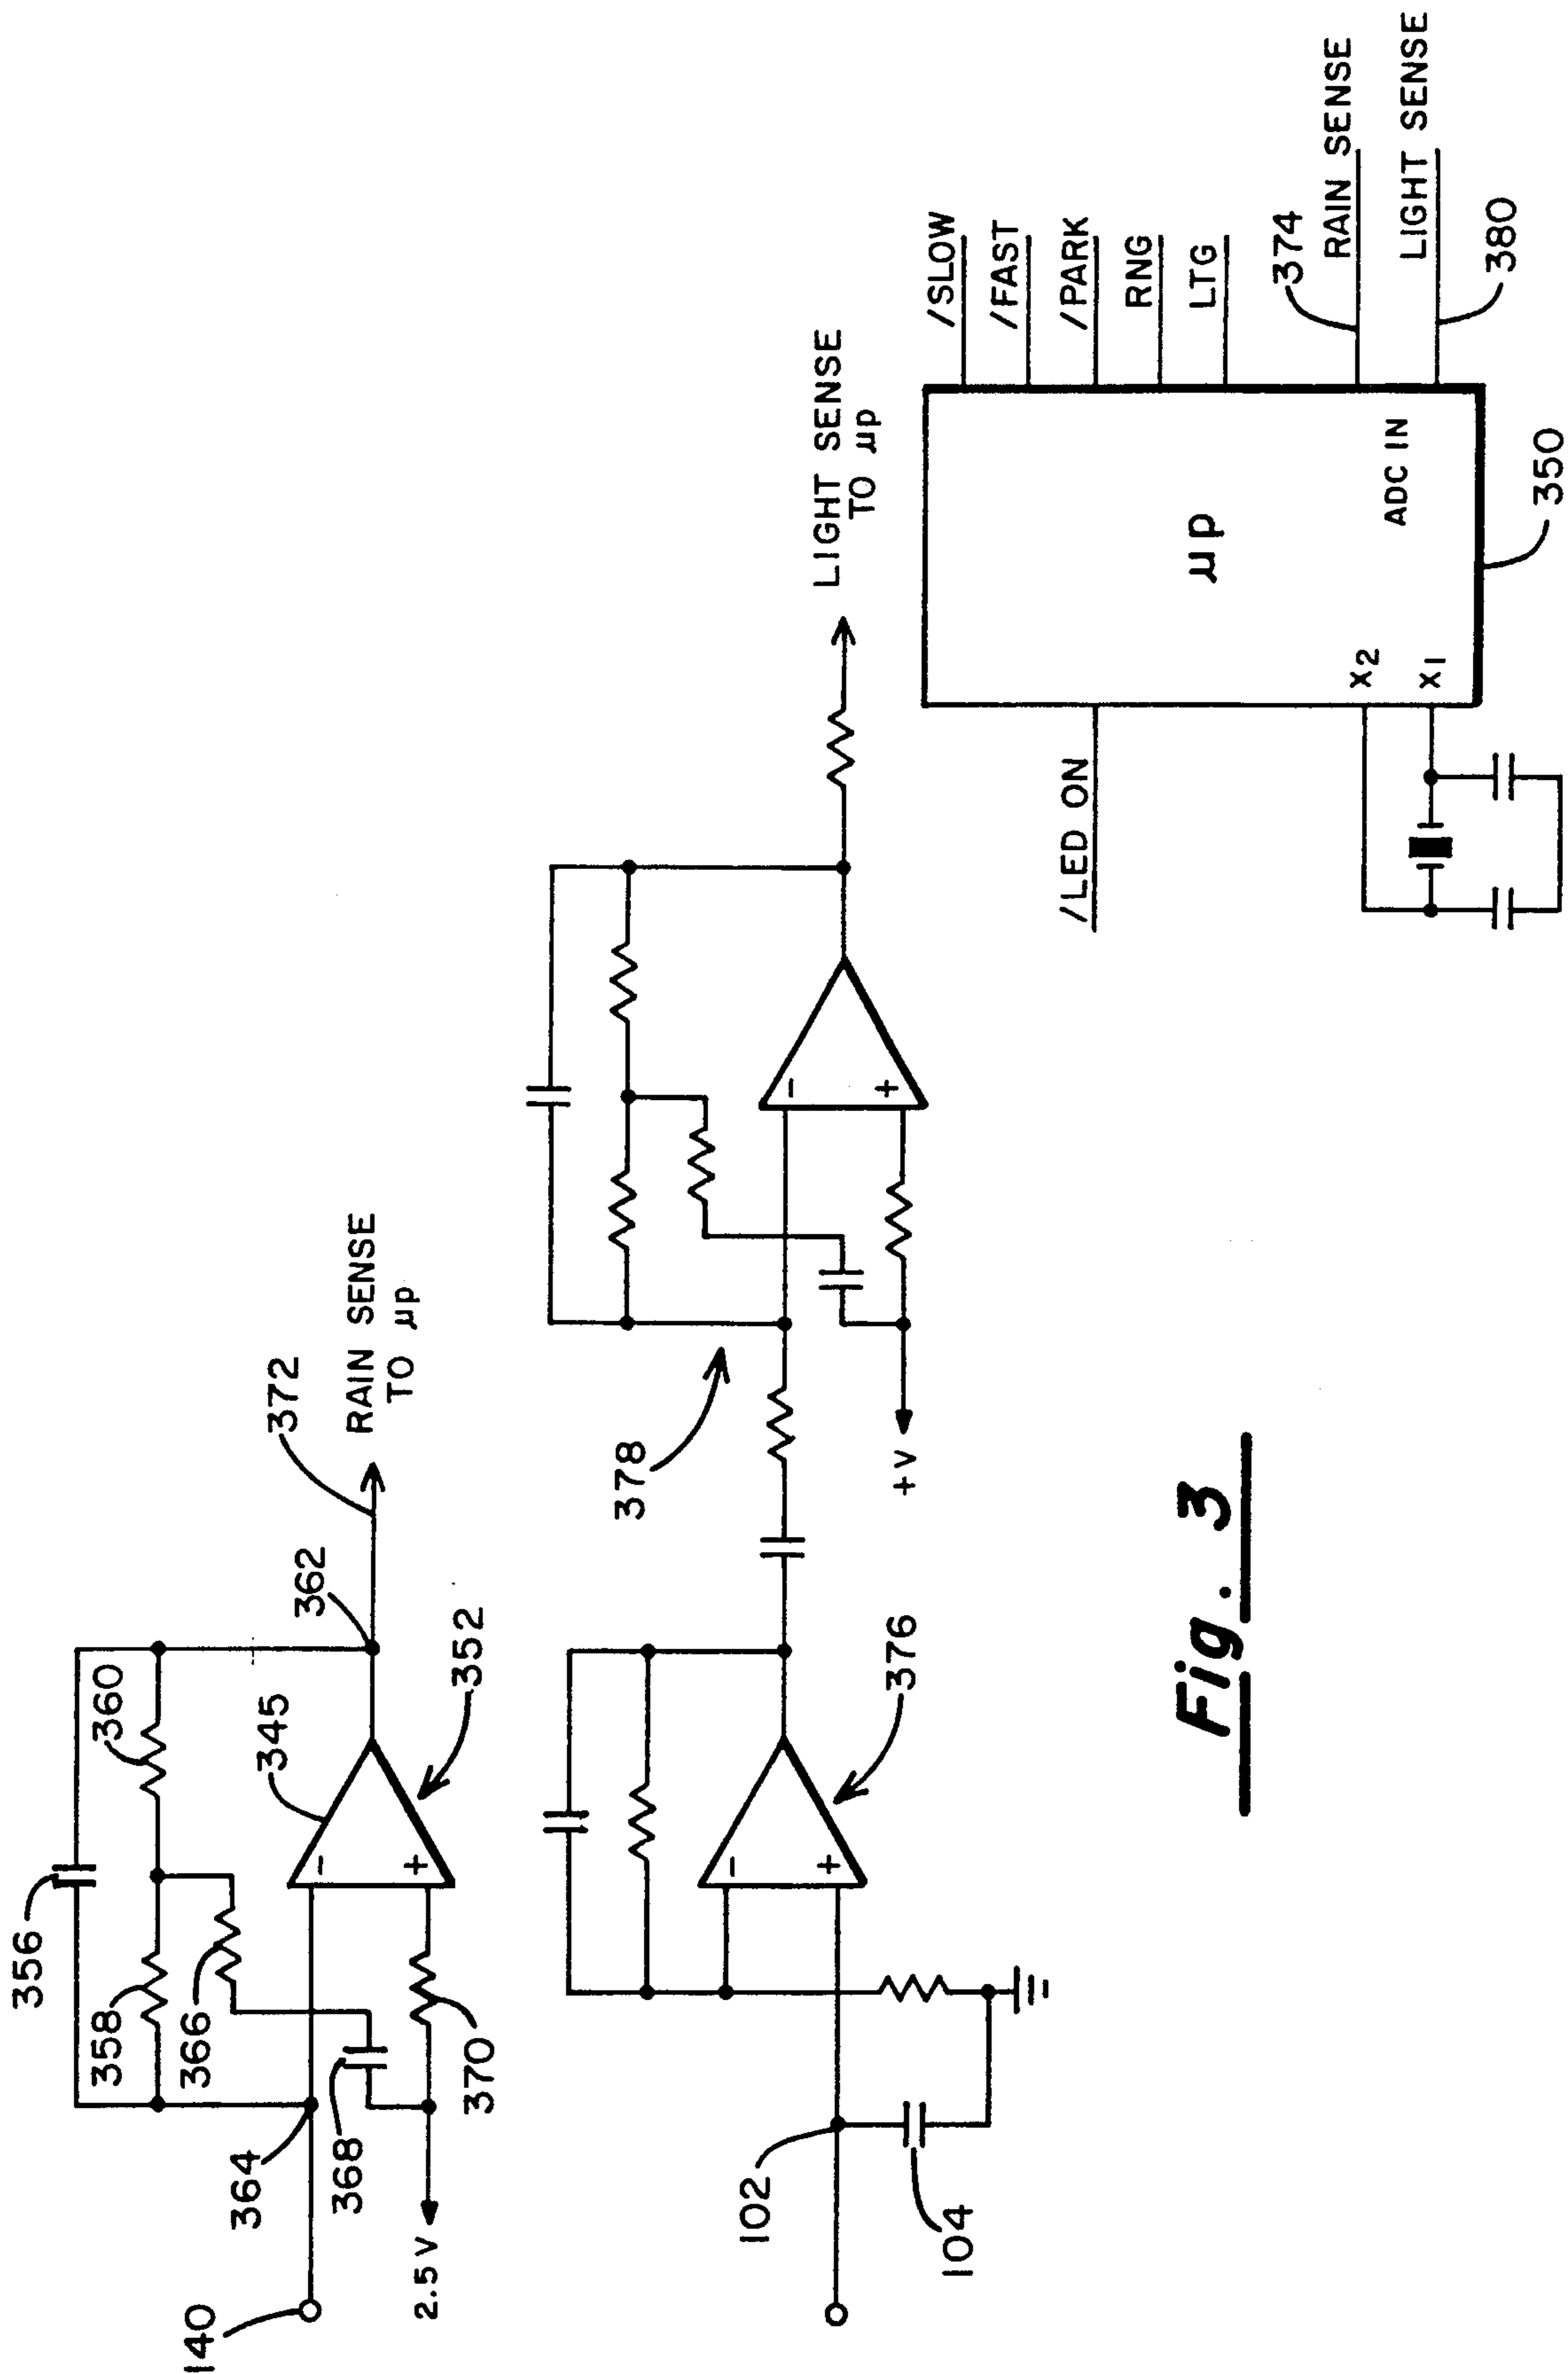 356
358
360
366
364
345
362
372
RAIN SENSE
TO μp
-
+
352
368
370
140
2.5 V
376
-
+
102
104
378
-
+
+V
LIGHT SENSE
TO μp
/LED ON
X2
X1
μp
ADC IN
/SLOW
/FAST
/PARK
RNG
LTG
374
RAIN SENSE
LIGHT SENSE
380
350
Fig. 3